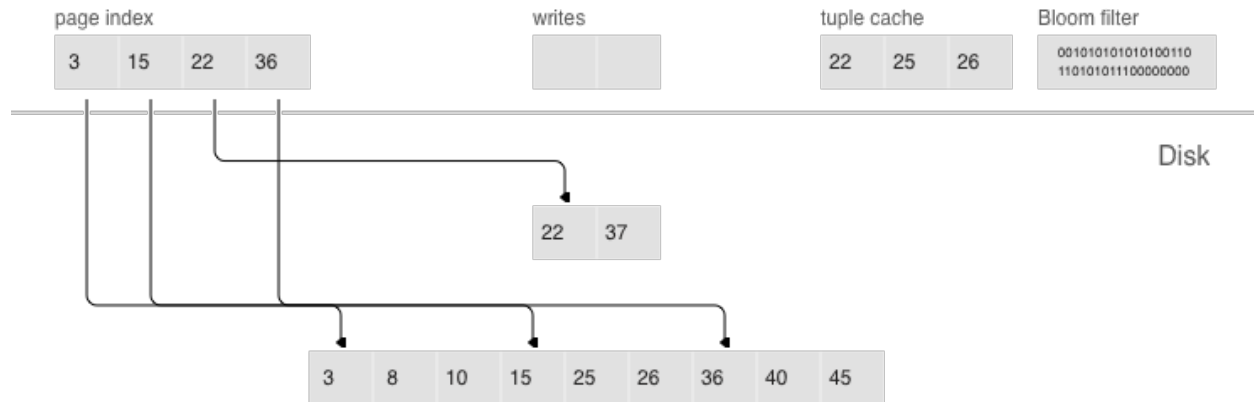 page index writes tuple cache Bloom filter
3 15 22 36 22 25 26 001010101010100110
110101011100000000
Disk
22 37
3 8 10 15 25 26 36 40 45